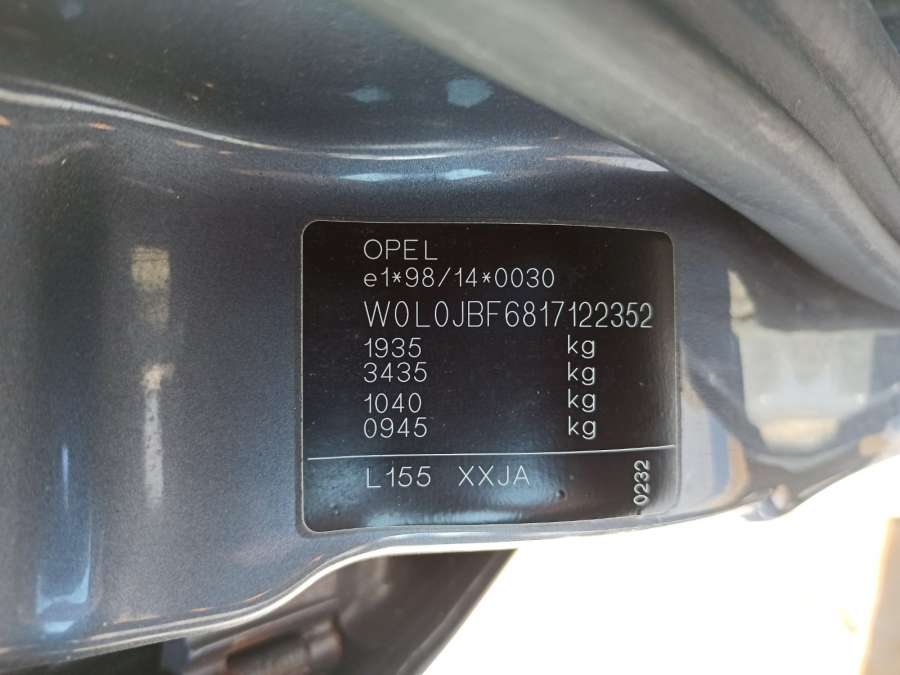 OPEL
e1*98/14*0030
W0L0JBF6817122352
1935 kg
3435 kg
1040 kg
0945 kg
L155 XXJA
0232